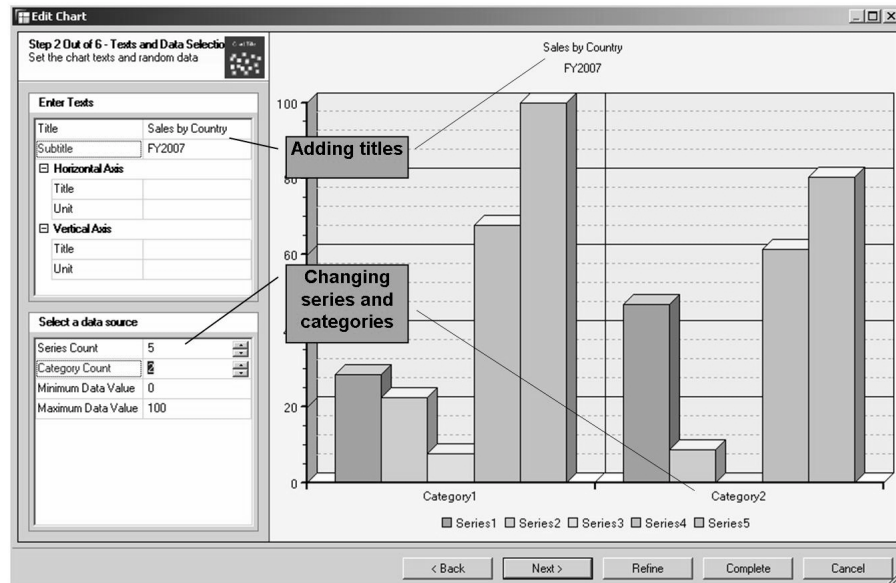 Edit Chart
Step 2 Out of 6 - Texts and Data Selectio
Set the chart texts and random data
Chart Title
Enter Texts
Title Sales by Country
Subtitle FY2007
Horizontal Axis
Title
Unit
Vertical Axis
Title
Unit
Select a data source
Series Count 5
Category Count 2
Minimum Data Value 0
Maximum Data Value 100
Adding titles
Changing
series and
categories
Sales by Country
FY2007
100
80
60
20
0
Category1 Category2
Series1 Series2 Series3 Series4 Series5
< Back Next > Refine Complete Cancel